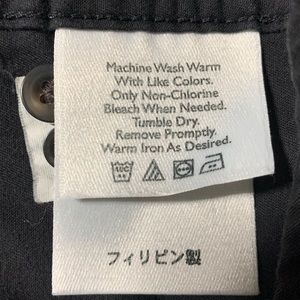 Machine Wash Warm
With Like Colors.
Only Non-Chlorine
Bleach When Needed.
Tumble Dry.
Remove Promptly.
Warm Iron As Desired.
フィリピン製